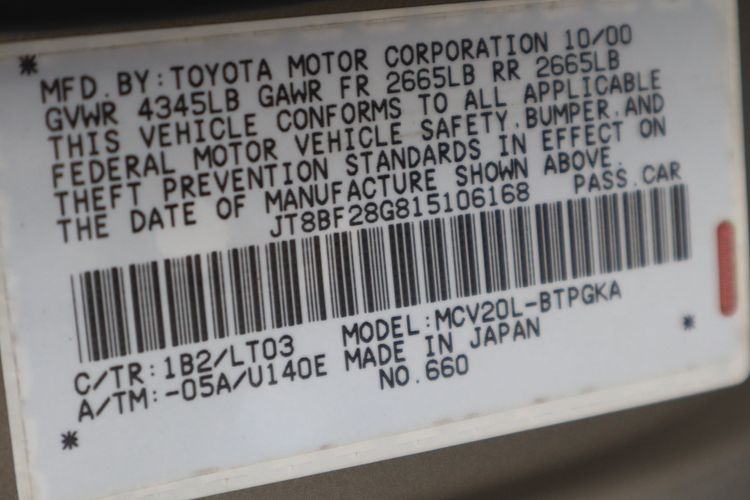 MFD. BY: TOYOTA MOTOR CORPORATION 10/00
GVWR 4345LB GAWR FR 2665LB RR 2665LB
THIS VEHICLE CONFORMS TO ALL APPLICABLE
FEDERAL MOTOR VEHICLE SAFETY, BUMPER, AND
THEFT PREVENTION STANDARDS IN EFFECT ON
THE DATE OF MANUFACTURE SHOWN ABOVE.
JT8BF28G815106168 PASS. CAR
C/TR: 1B2/LT03 MODEL: MCV20L-BTPGKA
A/TM: -05A/U140E MADE IN JAPAN
NO. 660